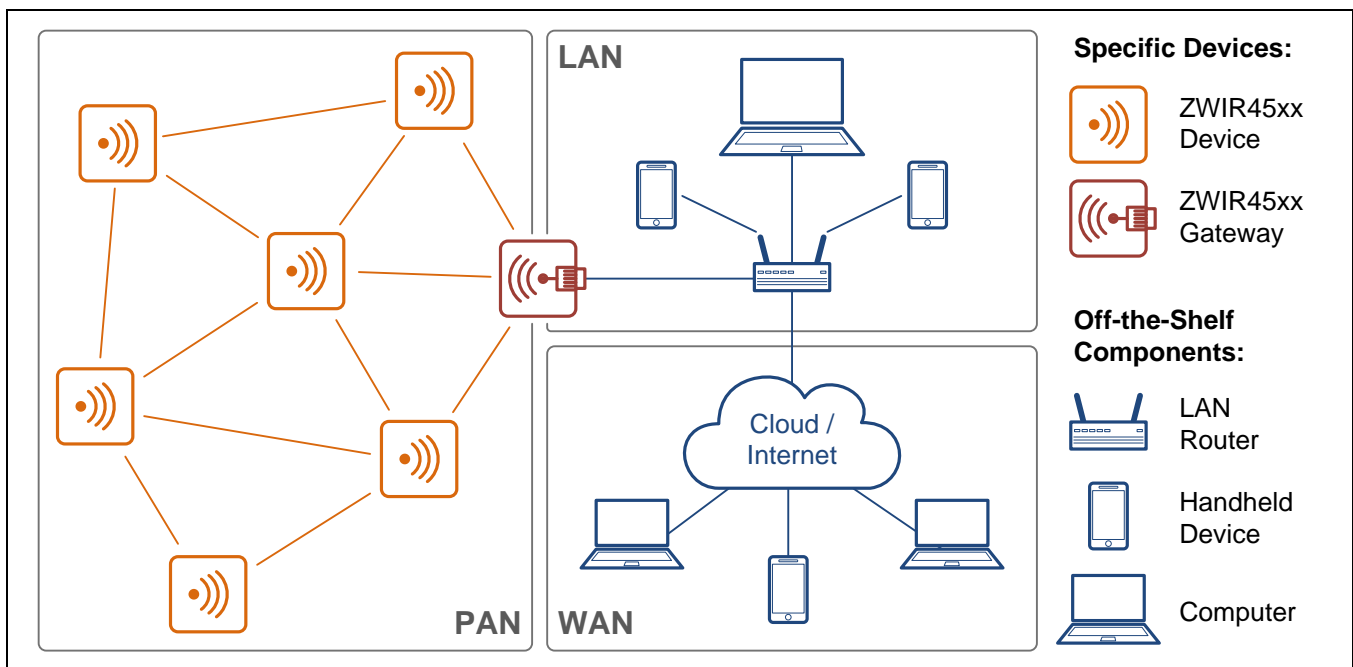 PAN
LAN
Cloud /
Internet
WAN
Specific Devices:
ZWIR45xx
Device
ZWIR45xx
Gateway
Off-the-Shelf
Components:
LAN
Router
Handheld
Device
Computer